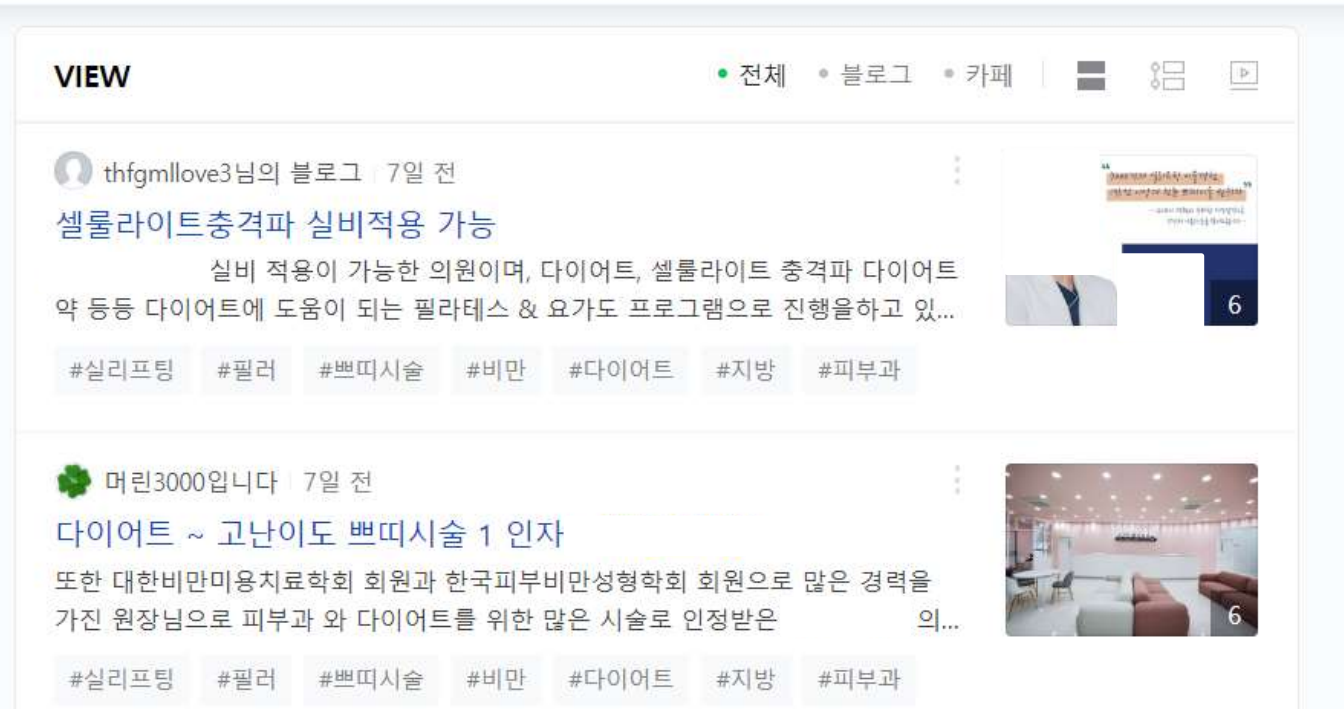 VIEW
전체 블로그 카페
thfgmllove3님의 블로그 7일 전
셀룰라이트충격파 실비적용 가능
실비 적용이 가능한 의원이며, 다이어트, 셀룰라이트 충격파 다이어트
약 등등 다이어트에 도움이 되는 필라테스 & 요가도 프로그램으로 진행을하고 있...
6
#실리프팅 #필러 #쁘띠시술 #비만 #다이어트 #지방 #피부과
머린3000입니다 7일 전
다이어트 ~ 고난이도 쁘띠시술 1 인자
또한 대한비만미용치료학회 회원과 한국피부비만성형학회 회원으로 많은 경력을
가진 원장님으로 피부과 와 다이어트를 위한 많은 시술로 인정받은 의...
6
#실리프팅 #필러 #쁘띠시술 #비만 #다이어트 #지방 #피부과